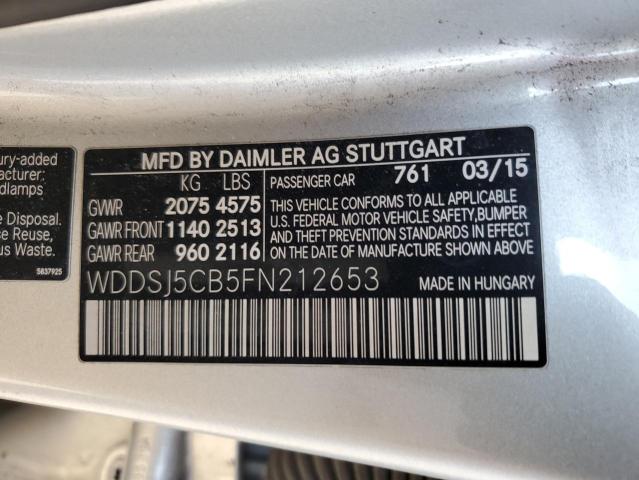 ury-added
acturer:
dlamps
e Disposal.
e Reuse,
us Waste.
5837925
MFD BY DAIMLER AG STUTTGART
KG LBS
GVWR 2075 4575
GAWR FRONT 1140 2513
GAWR REAR 960 2116
PASSENGER CAR 761 03/15
THIS VEHICLE CONFORMS TO ALL APPLICABLE
U.S. FEDERAL MOTOR VEHICLE SAFETY,BUMPER
AND THEFT PREVENTION STANDARDS IN EFFECT
ON THE DATE OF MANUFACTURE SHOWN ABOVE
WDDSJ5CB5FN212653
MADE IN HUNGARY